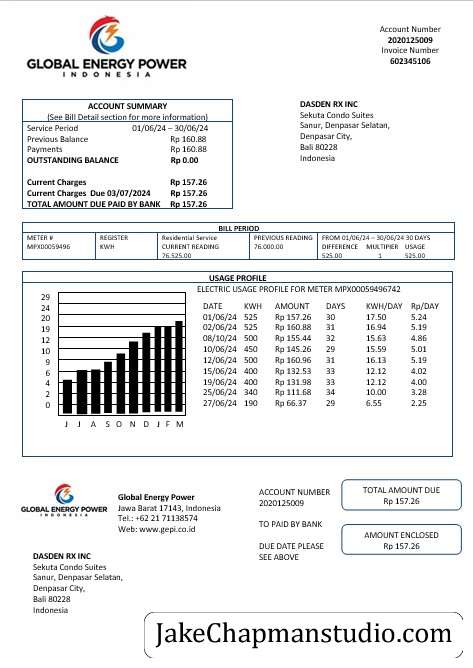 GLOBAL ENERGY POWER
INDONESIA
Account Number
2020125009
Invoice Number
602345106
ACCOUNT SUMMARY
(See Bill Detail section for more information)
Service Period 01/06/24 – 30/06/24
Previous Balance Rp 160.88
Payments Rp 160.88
OUTSTANDING BALANCE Rp 0.00
Current Charges Rp 157.26
Current Charges Due 03/07/2024 Rp 157.26
TOTAL AMOUNT DUE PAID BY BANK Rp 157.26
DASDEN RX INC
Sekuta Condo Suites
Sanur, Denpasar Selatan,
Denpasar City,
Bali 80228
Indonesia
BILL PERIOD
METER # REGISTER Residential Service PREVIOUS READING FROM 01/06/24 – 30/06/24 30 DAYS
MPX00059496 KWH CURRENT READING 76.000.00 DIFFERENCE MULTIPLIER USAGE
76.525.00 525.00 1 525.00
USAGE PROFILE
ELECTRIC USAGE PROFILE FOR METER MPX00059496742
29
24
20
19
12
10
9
6
4
2
0
J J A S O N D J F M
DATE KWH AMOUNT DAYS KWH/DAY Rp/DAY
01/06/24 525 Rp 157.26 30 17.50 5.24
02/06/24 525 Rp 160.88 31 16.94 5.19
08/10/24 500 Rp 155.44 32 15.63 4.86
10/06/24 450 Rp 145.26 29 15.59 5.01
12/06/24 500 Rp 160.96 31 16.13 5.19
15/06/24 400 Rp 132.53 33 12.12 4.02
19/06/24 400 Rp 131.98 33 12.12 4.00
25/06/24 340 Rp 111.68 34 10.00 3.28
27/06/24 190 Rp 66.37 29 6.55 2.25
GLOBAL ENERGY POWER
INDONESIA
Global Energy Power
Jawa Barat 17143, Indonesia
Tel.: +62 21 71138574
Web: www.gepi.co.id
ACCOUNT NUMBER
2020125009
TO PAID BY BANK
DUE DATE PLEASE
SEE ABOVE
TOTAL AMOUNT DUE
Rp 157.26
AMOUNT ENCLOSED
Rp 157.26
DASDEN RX INC
Sekuta Condo Suites
Sanur, Denpasar Selatan,
Denpasar City,
Bali 80228
Indonesia
JakeChapmanstudio.com